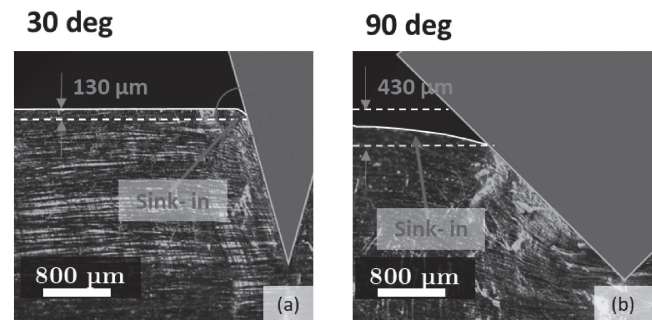 30 deg
90 deg
130 μm
430 μm
Sink- in
Sink- in
800 μm
(a)
800 μm
(b)